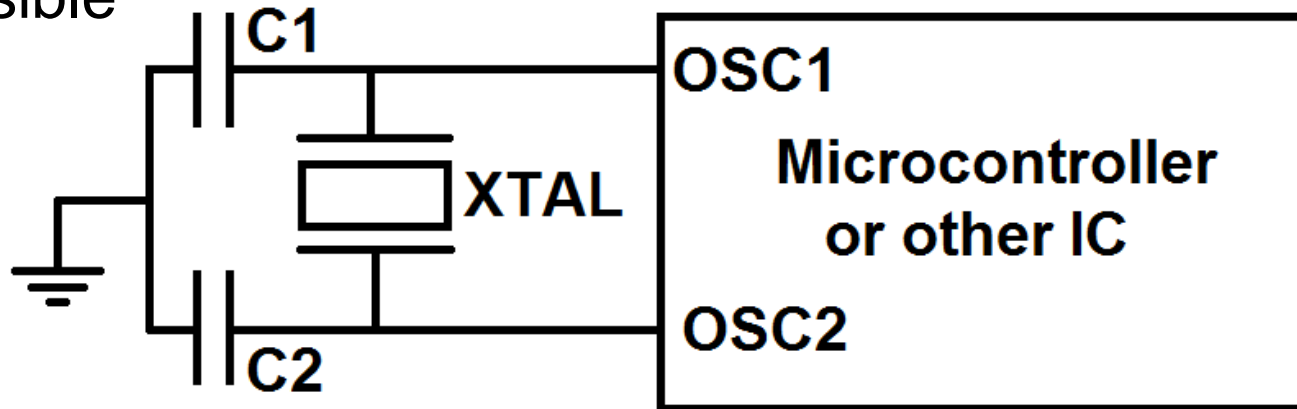 C1
OSC1
Microcontroller
or other IC
XTAL
OSC2
C2